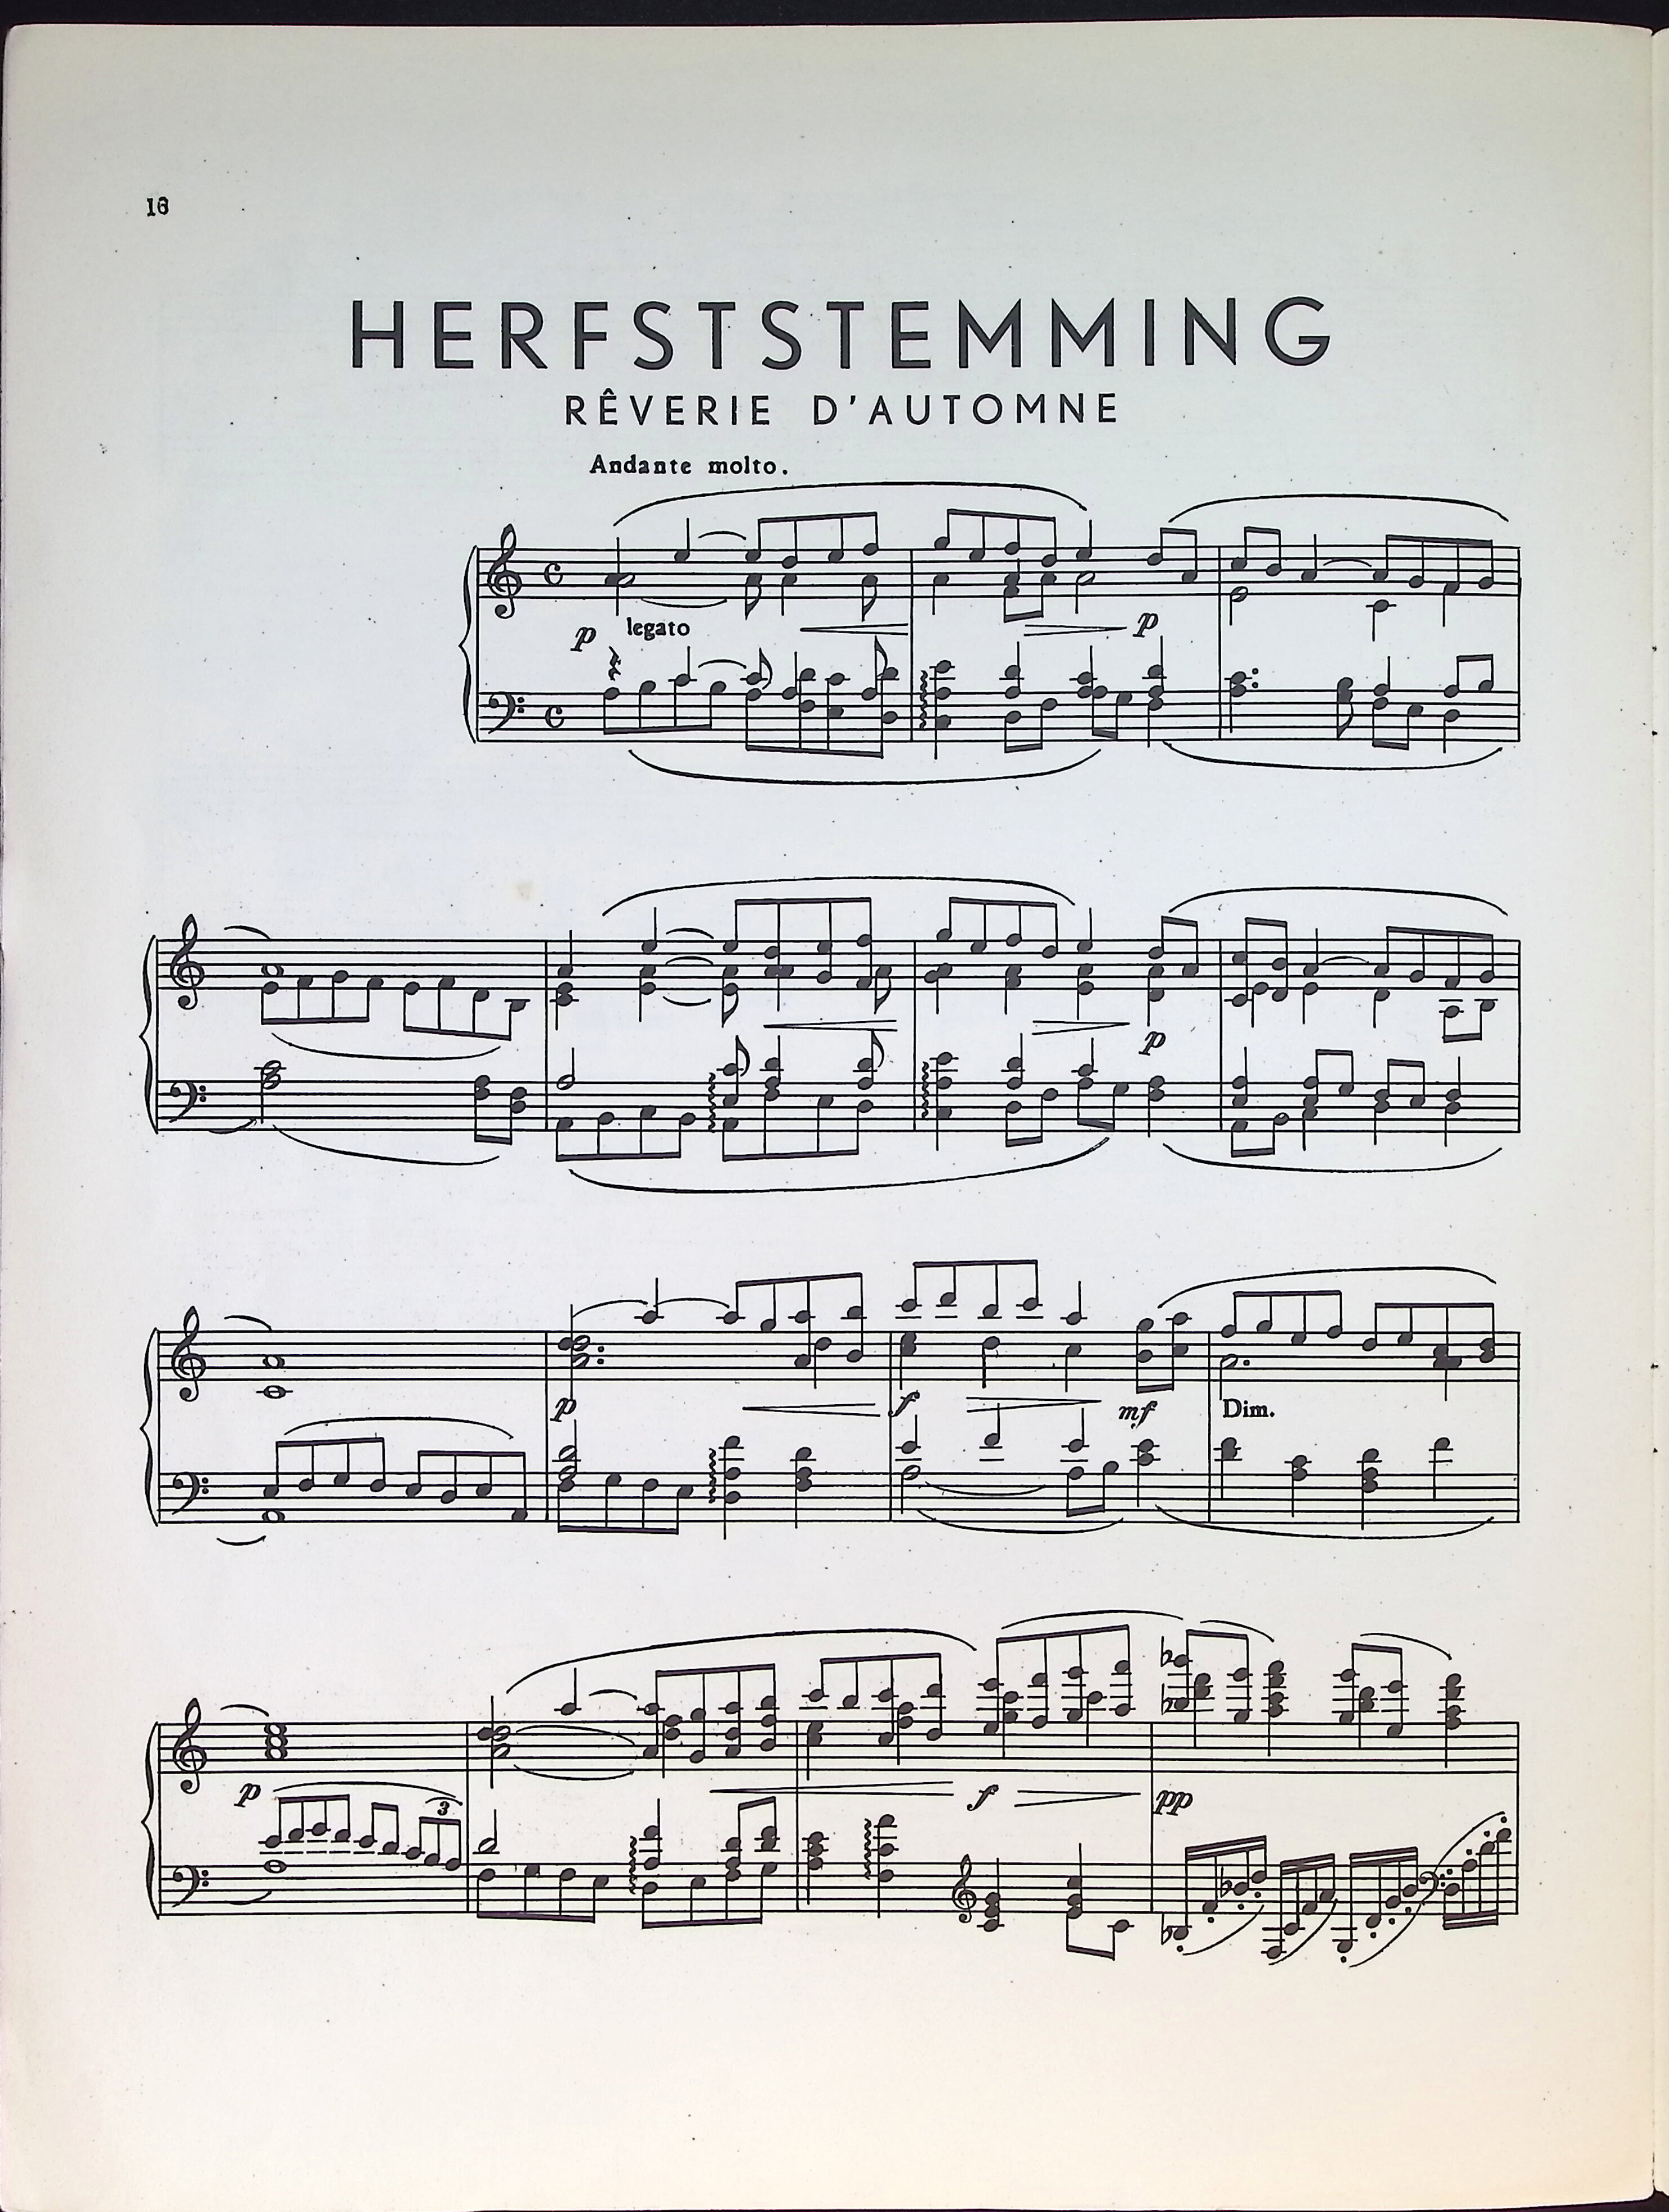 16
HERFSTSTEMMING
RÊVERIE D'AUTOMNE
Andante molto.
p legato p
p
p f mf Dim.
p 3 f pp